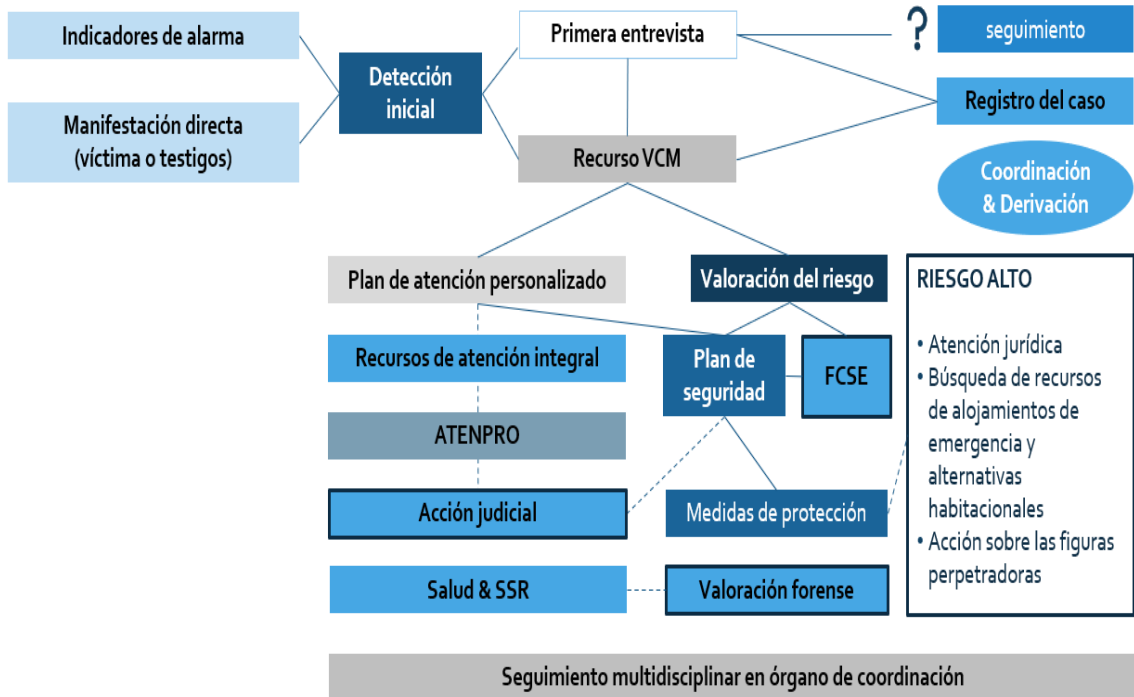 Indicadores de alarma
Manifestación directa
(víctima o testigos)
Detección
inicial
Primera entrevista
Recurso VCM
?
seguimiento
Registro del caso
Coordinación
& Derivación
Plan de atención personalizado
Valoración del riesgo
Recursos de atención integral
Plan de
seguridad
FCSE
ATENPRO
Acción judicial
Medidas de protección
Salud & SSR
Valoración forense
RIESGO ALTO
• Atención jurídica
• Búsqueda de recursos
de alojamientos de
emergencia y
alternativas
habitacionales
• Acción sobre las figuras
perpetradoras
Seguimiento multidisciplinar en órgano de coordinación